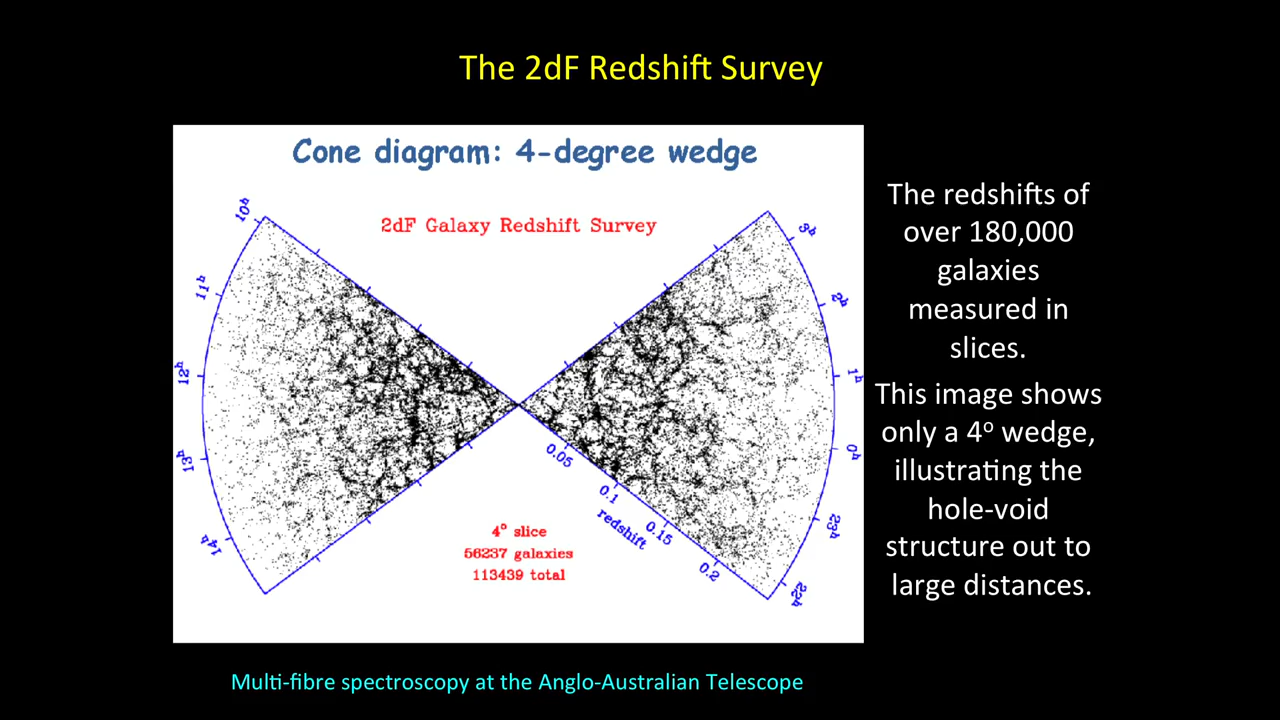 The 2dF Redshift Survey
Cone diagram: 4-degree wedge
2dF Galaxy Redshift Survey
10h
11h
12h
13h
14h
3h
2h
1h
0h
23h
22h
0.05
0.1
0.15
0.2
redshift
4° slice
56237 galaxies
113439 total
The redshifts of
over 180,000
galaxies
measured in
slices.
This image shows
only a 4º wedge,
illustrating the
hole-void
structure out to
large distances.
Multi-fibre spectroscopy at the Anglo-Australian Telescope